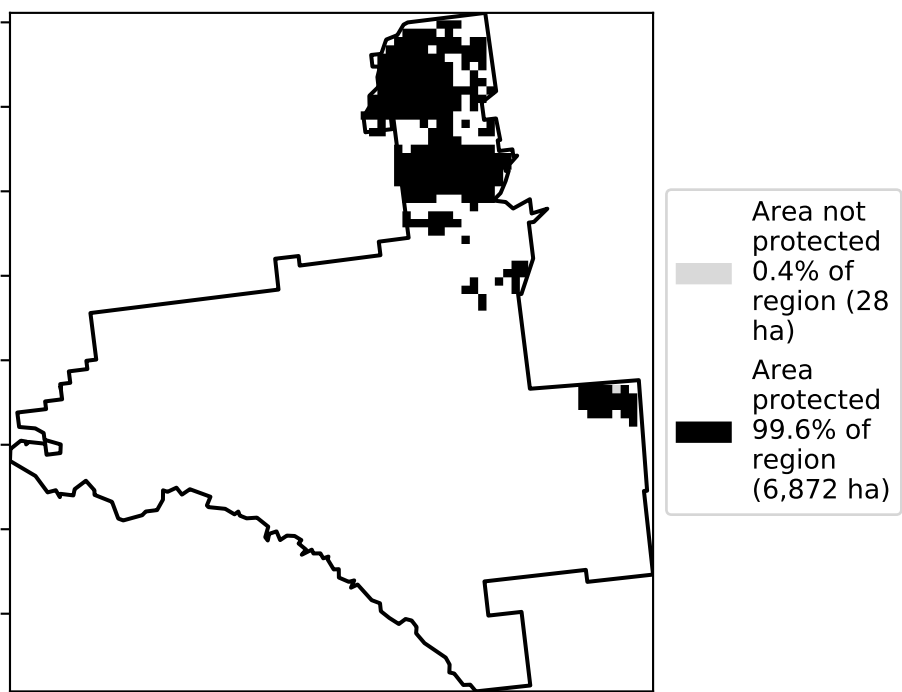 Area not
protected
0.4% of
region (28
ha)
Area
protected
99.6% of
region
(6,872 ha)